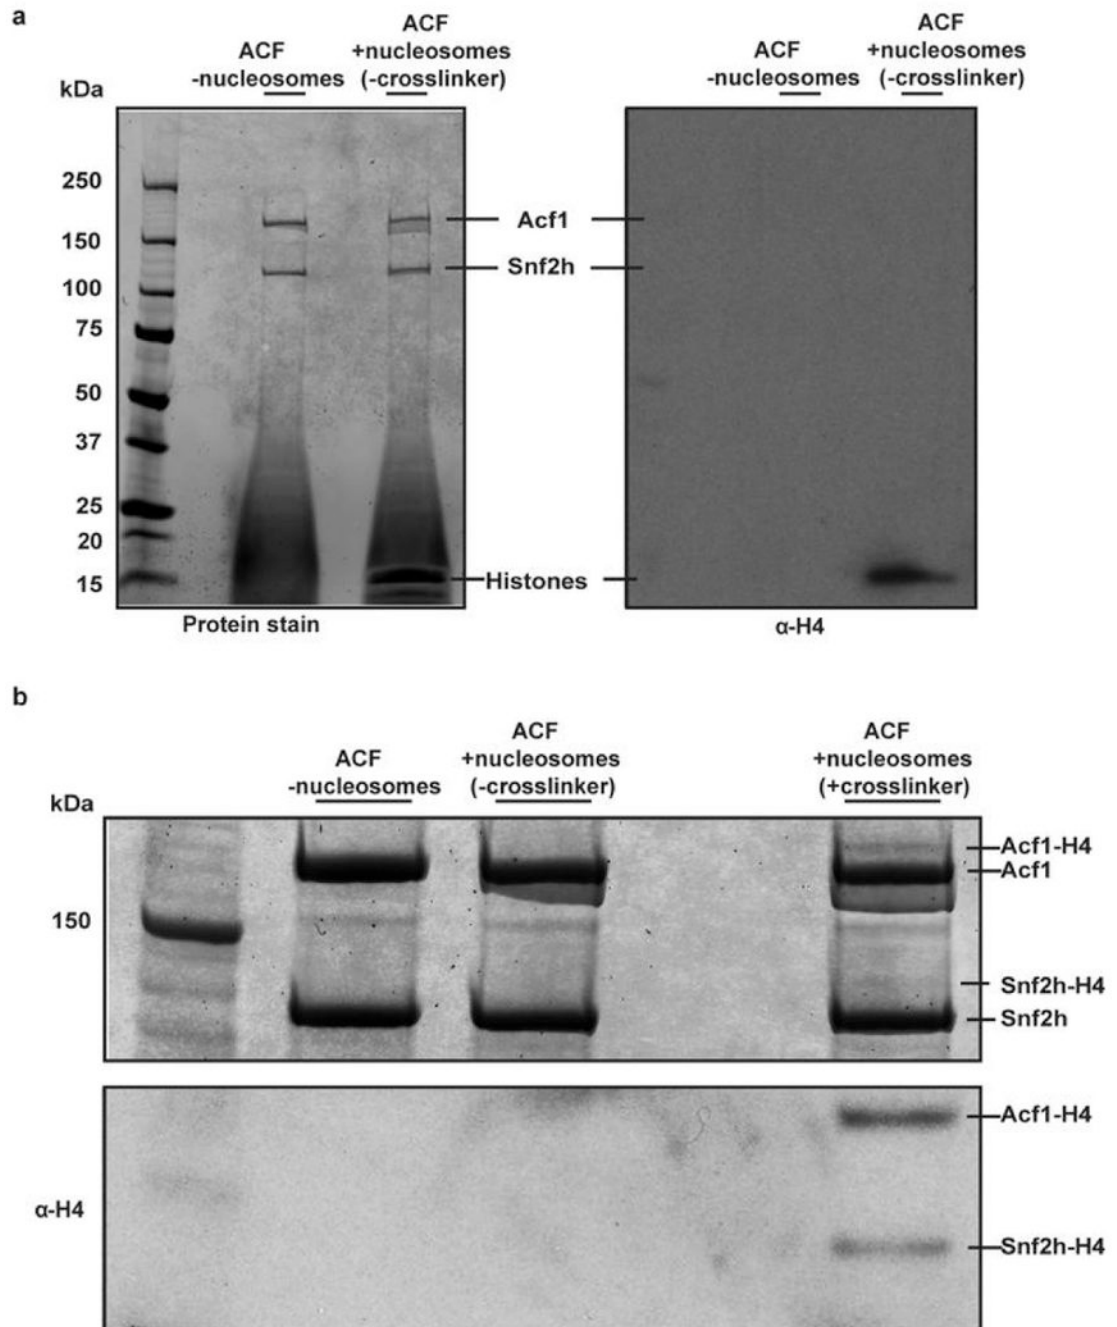 a
ACF
-nucleosomes
ACF
+nucleosomes
(-crosslinker)
ACF
-nucleosomes
ACF
+nucleosomes
(-crosslinker)
kDa
250
150
100
75
50
37
25
20
15
Acf1
Snf2h
Histones
Protein stain
α-H4
b
ACF
-nucleosomes
ACF
+nucleosomes
(-crosslinker)
ACF
+nucleosomes
(+crosslinker)
kDa
150
Acf1-H4
Acf1
Snf2h-H4
Snf2h
α-H4
Acf1-H4
Snf2h-H4